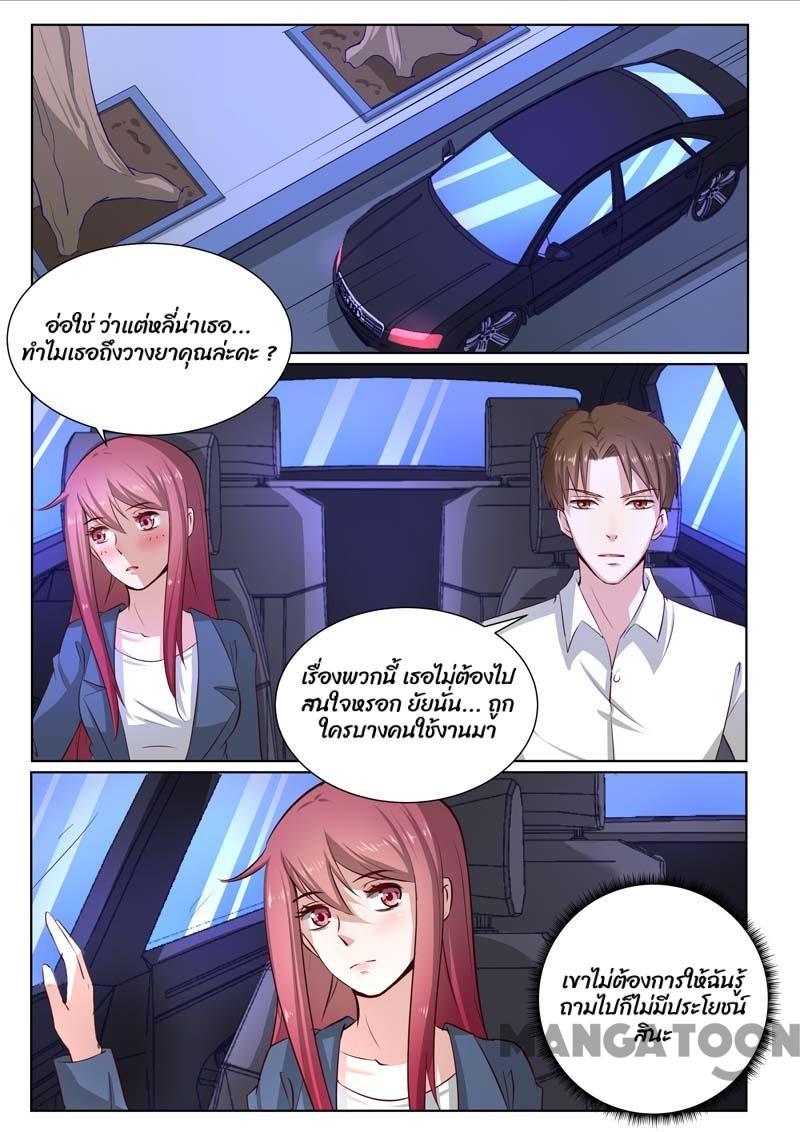 อ่อใช่ ว่าแต่หลี่น่าเธอ...
ทำไมเธอถึงวางยาคุณล่ะคะ ?
เรื่องพวกนี้ เธอไม่ต้องไป
สนใจหรอก ยัยนั่น... ถูก
ใครบางคนใช้งานมา
เขาไม่ต้องการให้ฉันรู้
ถามไปก็ไม่มีประโยชน์
สินะ
MANGATOON